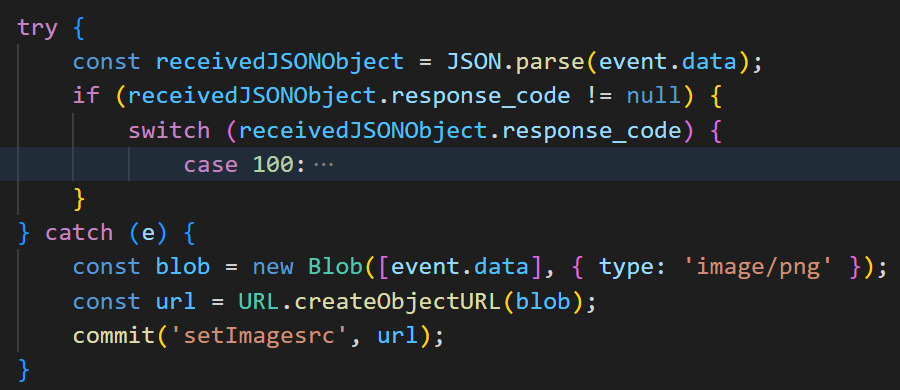 try {
    const receivedJSONObject = JSON.parse(event.data);
    if (receivedJSONObject.response_code != null) {
        switch (receivedJSONObject.response_code) {
            case 100:···
    }
} catch (e) {
    const blob = new Blob([event.data], { type: 'image/png' });
    const url = URL.createObjectURL(blob);
    commit('setImagesrc', url);
}